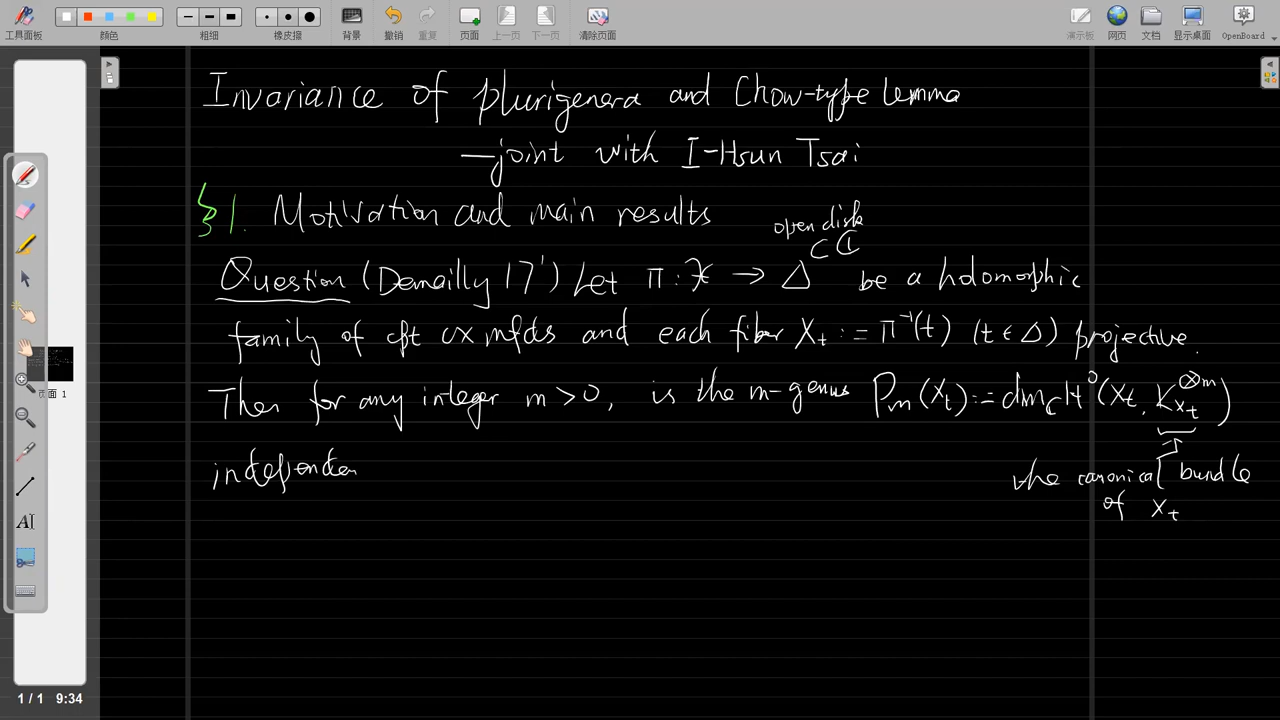 工具面板
颜色
粗细
橡皮擦
背景
撤销
重复
页面
上一页
下一页
清除页面
演示板
网页
文档
显示桌面
OpenBoard
Invariance of plurigenera and Chow-type lemma
—joint with I-Hsun Tsai
§1. Motivation and main results
open disk
⊂ ℂ
Question (Demailly 17') Let π: 𝒳 → Δ be a holomorphic
family of cpt cx mfds and each fiber X_t := π^{-1}(t) (t ∈ Δ) projective.
Then for any integer m > 0, is the m-genus P_m(X_t) := dim_ℂ H^0(X_t, K_{X_t}^{⊗m})
independen
the canonical bundle
of X_t
页面 1
1 / 1 9:34